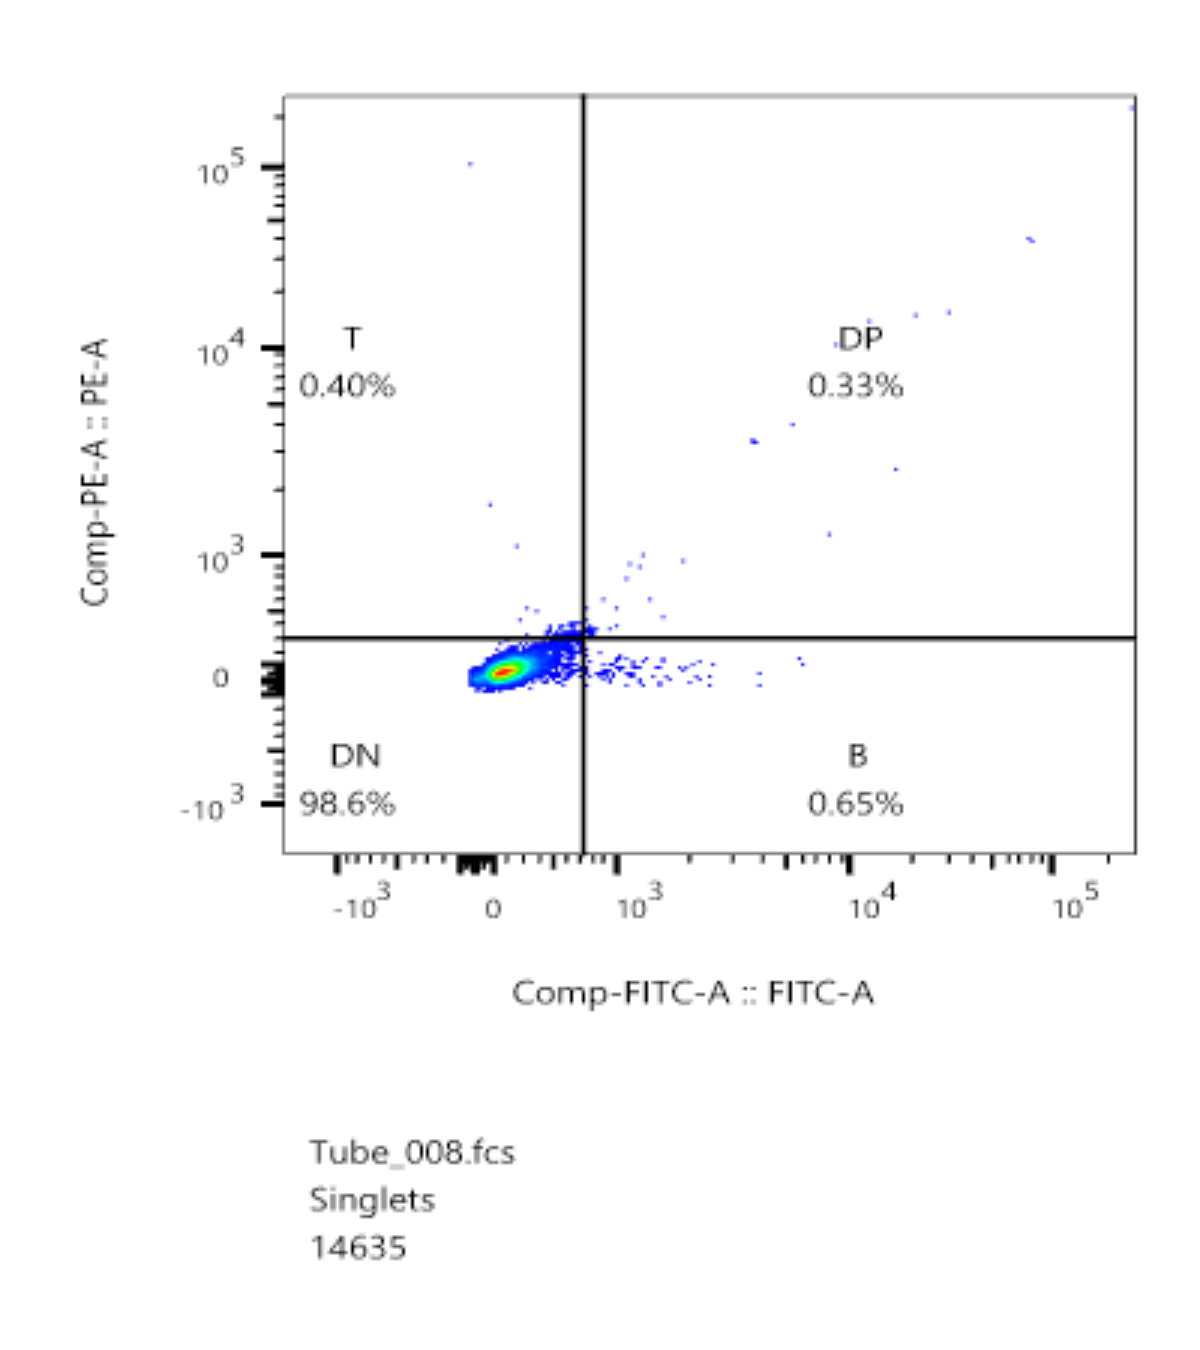 10^5
10^4
10^3
0
-10^3
Comp-PE-A :: PE-A
T
0.40%
DP
0.33%
DN
98.6%
B
0.65%
-10^3
0
10^3
10^4
10^5
Comp-FITC-A :: FITC-A
Tube_008.fcs
Singlets
14635